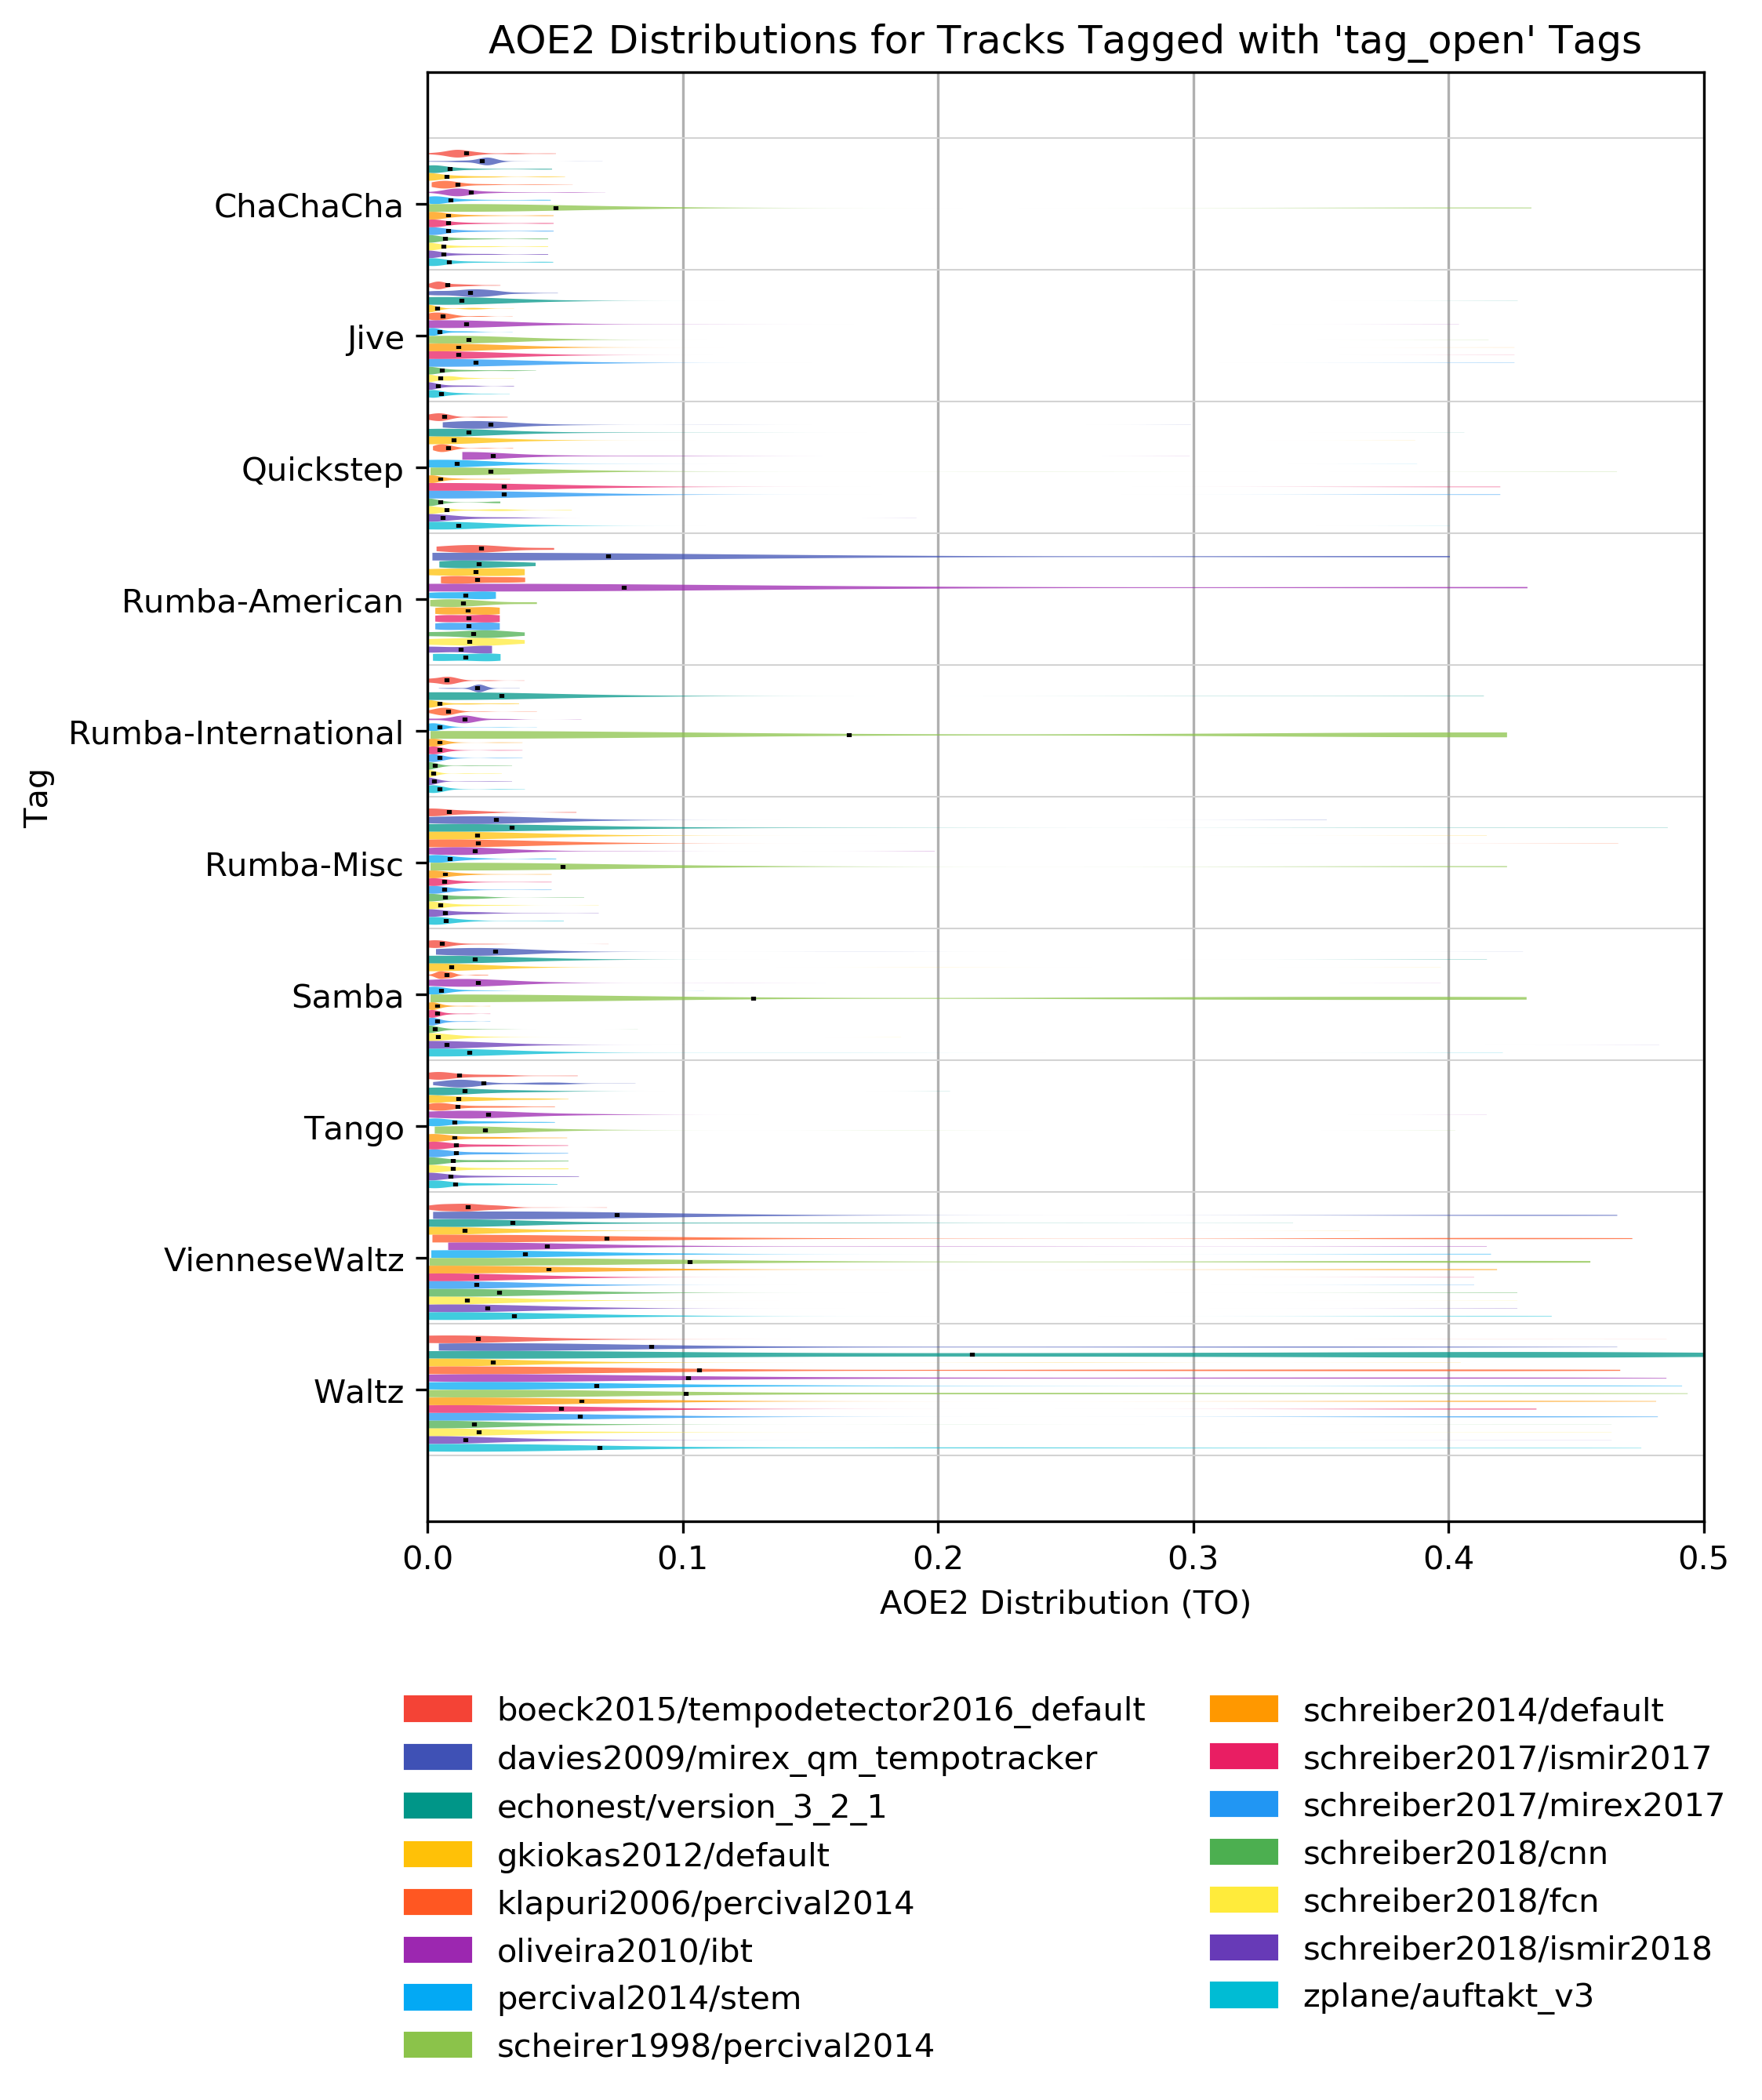 AOE2 Distributions for Tracks Tagged with 'tag_open' Tags
Tag
ChaChaCha
Jive
Quickstep
Rumba-American
Rumba-International
Rumba-Misc
Samba
Tango
VienneseWaltz
Waltz
0.0 0.1 0.2 0.3 0.4 0.5
AOE2 Distribution (TO)
boeck2015/tempodetector2016_default
davies2009/mirex_qm_tempotracker
echonest/version_3_2_1
gkiokas2012/default
klapuri2006/percival2014
oliveira2010/ibt
percival2014/stem
scheirer1998/percival2014
schreiber2014/default
schreiber2017/ismir2017
schreiber2017/mirex2017
schreiber2018/cnn
schreiber2018/fcn
schreiber2018/ismir2018
zplane/auftakt_v3